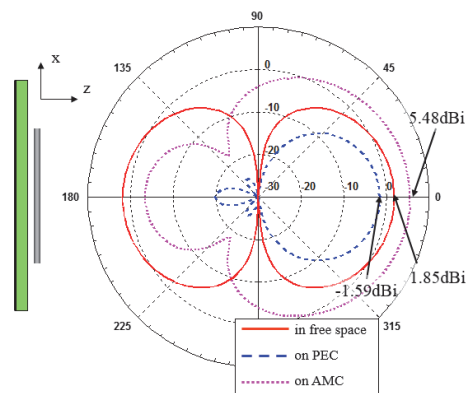 90
135
45
x
z
0
-10
-20
5.48dBi
180
-30
-20
-10
0
0
1.85dBi
-1.59dBi
225
315
in free space
on PEC
on AMC